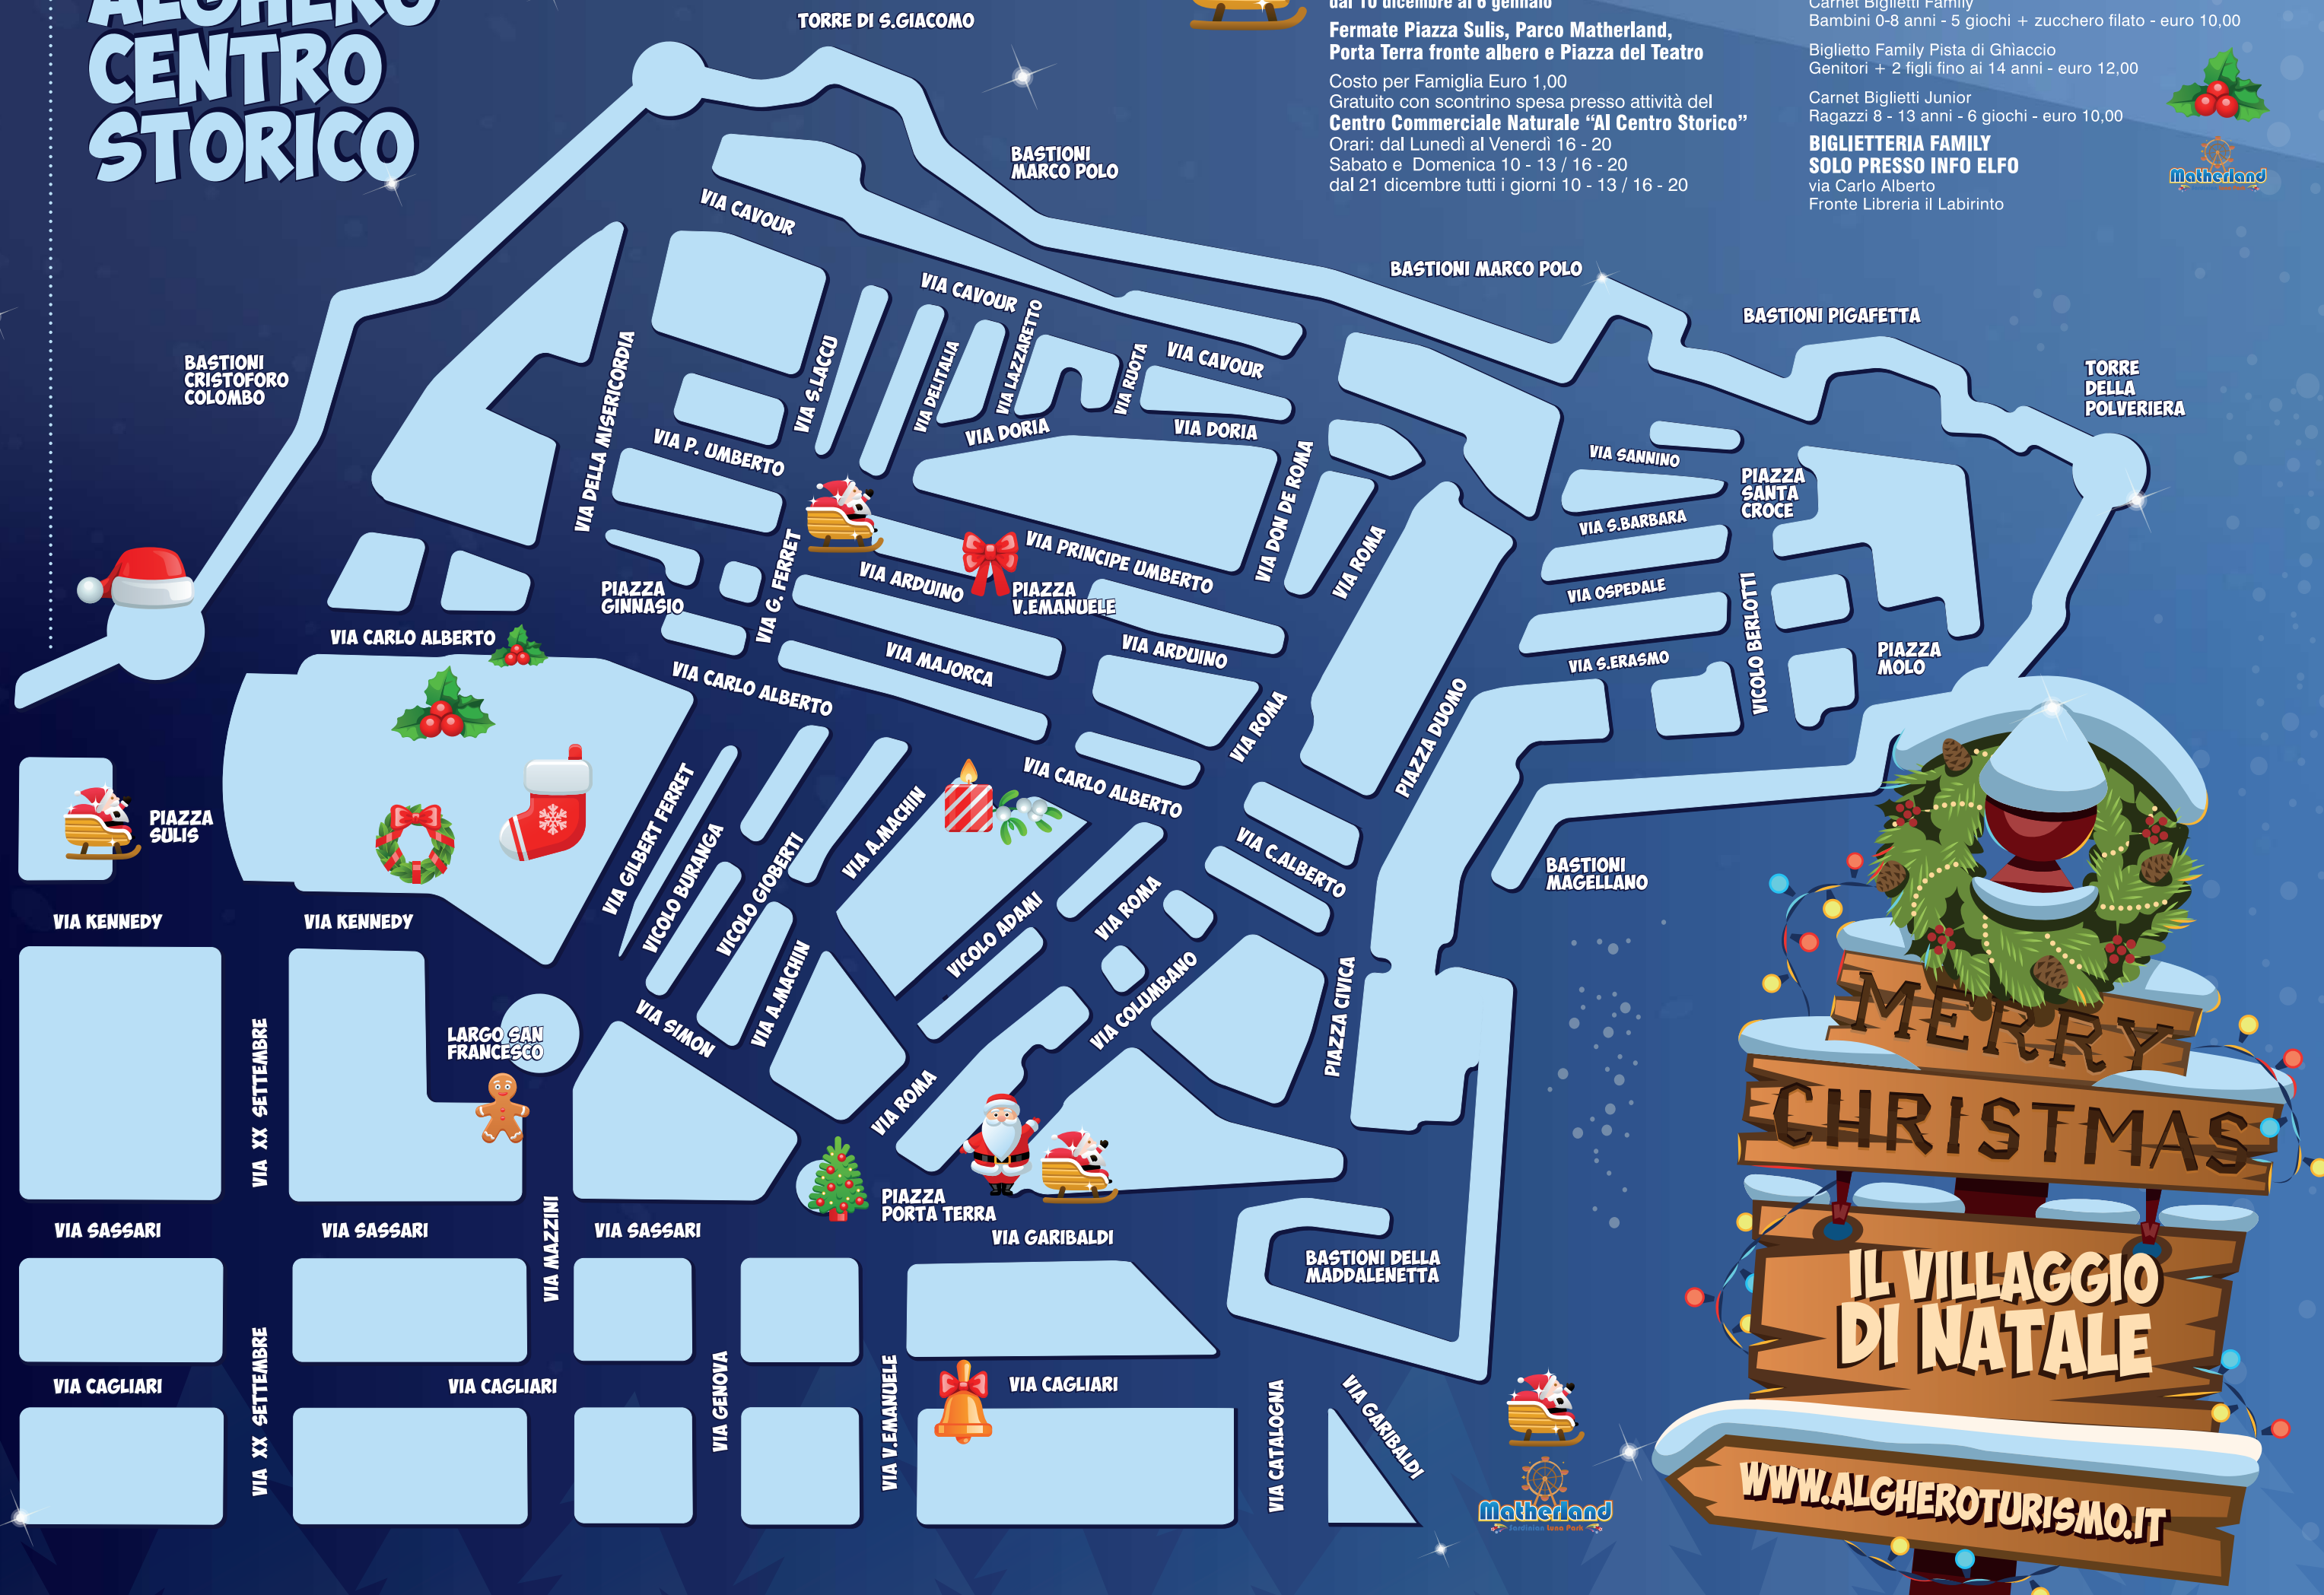 ALGHERO
CENTRO
STORICO
dal 10 dicembre al 6 gennaio
Fermate Piazza Sulis, Parco Matherland,
Porta Terra fronte albero e Piazza del Teatro
Costo per Famiglia Euro 1,00
Gratuito con scontrino spesa presso attività del
Centro Commerciale Naturale “Al Centro Storico”
Orari: dal Lunedì al Venerdì 16 - 20
Sabato e  Domenica 10 - 13 / 16 - 20
dal 21 dicembre tutti i giorni 10 - 13 / 16 - 20
Carnet Biglietti Family
Bambini 0-8 anni - 5 giochi + zucchero filato - euro 10,00
Biglietto Family Pista di Ghiaccio
Genitori + 2 figli fino ai 14 anni - euro 12,00
Carnet Biglietti Junior
Ragazzi 8 - 13 anni - 6 giochi - euro 10,00
BIGLIETTERIA FAMILY
SOLO PRESSO INFO ELFO
via Carlo Alberto
Fronte Libreria il Labirinto
Matherland
TORRE DI S.GIACOMO
BASTIONI
MARCO POLO
VIA CAVOUR
BASTIONI MARCO POLO
BASTIONI PIGAFETTA
TORRE
DELLA
POLVERIERA
BASTIONI
CRISTOFORO
COLOMBO
VIA CAVOUR
VIA LAZZARETTO
VIA DELLA MISERICORDIA
VIA S.LACCU
VIA DELITALIA
VIA RUOTA
VIA CAVOUR
VIA DORIA
VIA DORIA
VIA P. UMBERTO
VIA DON DE ROMA
VIA SANNINO
PIAZZA
SANTA
CROCE
VIA S.BARBARA
VIA ROMA
VIA PRINCIPE UMBERTO
VIA G. FERRET
VIA ARDUINO
PIAZZA
V.EMANUELE
PIAZZA
GINNASIO
VIA OSPEDALE
VICOLO BERLOTTI
VIA CARLO ALBERTO
VIA ARDUINO
VIA MAJORCA
VIA S.ERASMO
PIAZZA
MOLO
VIA CARLO ALBERTO
VIA ROMA
PIAZZA DUOMO
VIA CARLO ALBERTO
PIAZZA
SULIS
VIA GILBERT FERRET
VICOLO BURANGA
VICOLO GIOBERTI
VIA A.MACHIN
VIA C.ALBERTO
BASTIONI
MAGELLANO
VIA KENNEDY
VIA KENNEDY
VICOLO ADAMI
VIA ROMA
VIA COLUMBANO
PIAZZA CIVICA
VIA A.MACHIN
VIA SIMON
LARGO SAN
FRANCESCO
VIA XX SETTEMBRE
VIA ROMA
PIAZZA
PORTA TERRA
VIA SASSARI
VIA SASSARI
VIA MAZZINI
VIA SASSARI
VIA GARIBALDI
BASTIONI DELLA
MADDALENETTA
VIA CAGLIARI
VIA XX SETTEMBRE
VIA CAGLIARI
VIA GENOVA
VIA V.EMANUELE
VIA CAGLIARI
VIA CATALOGNA
VIA GARIBALDI
Matherland
Sardinian Luna Park
MERRY
CHRISTMAS
IL VILLAGGIO
DI NATALE
WWW.ALGHEROTURISMO.IT